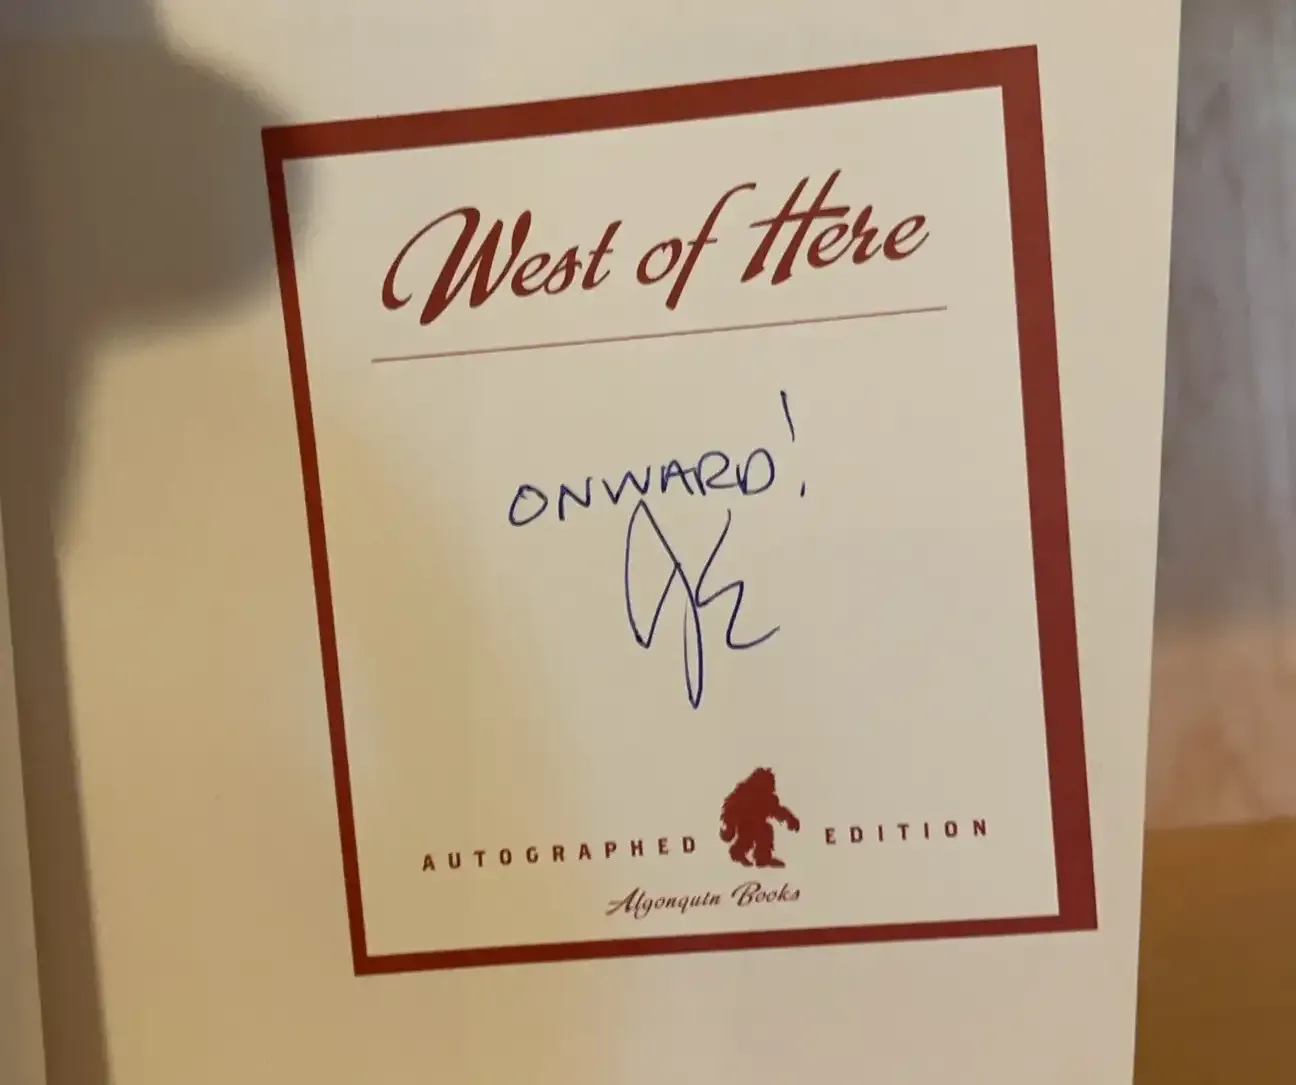 West of Here
ONWARD!
AUTOGRAPHED EDITION
Algonquin Books